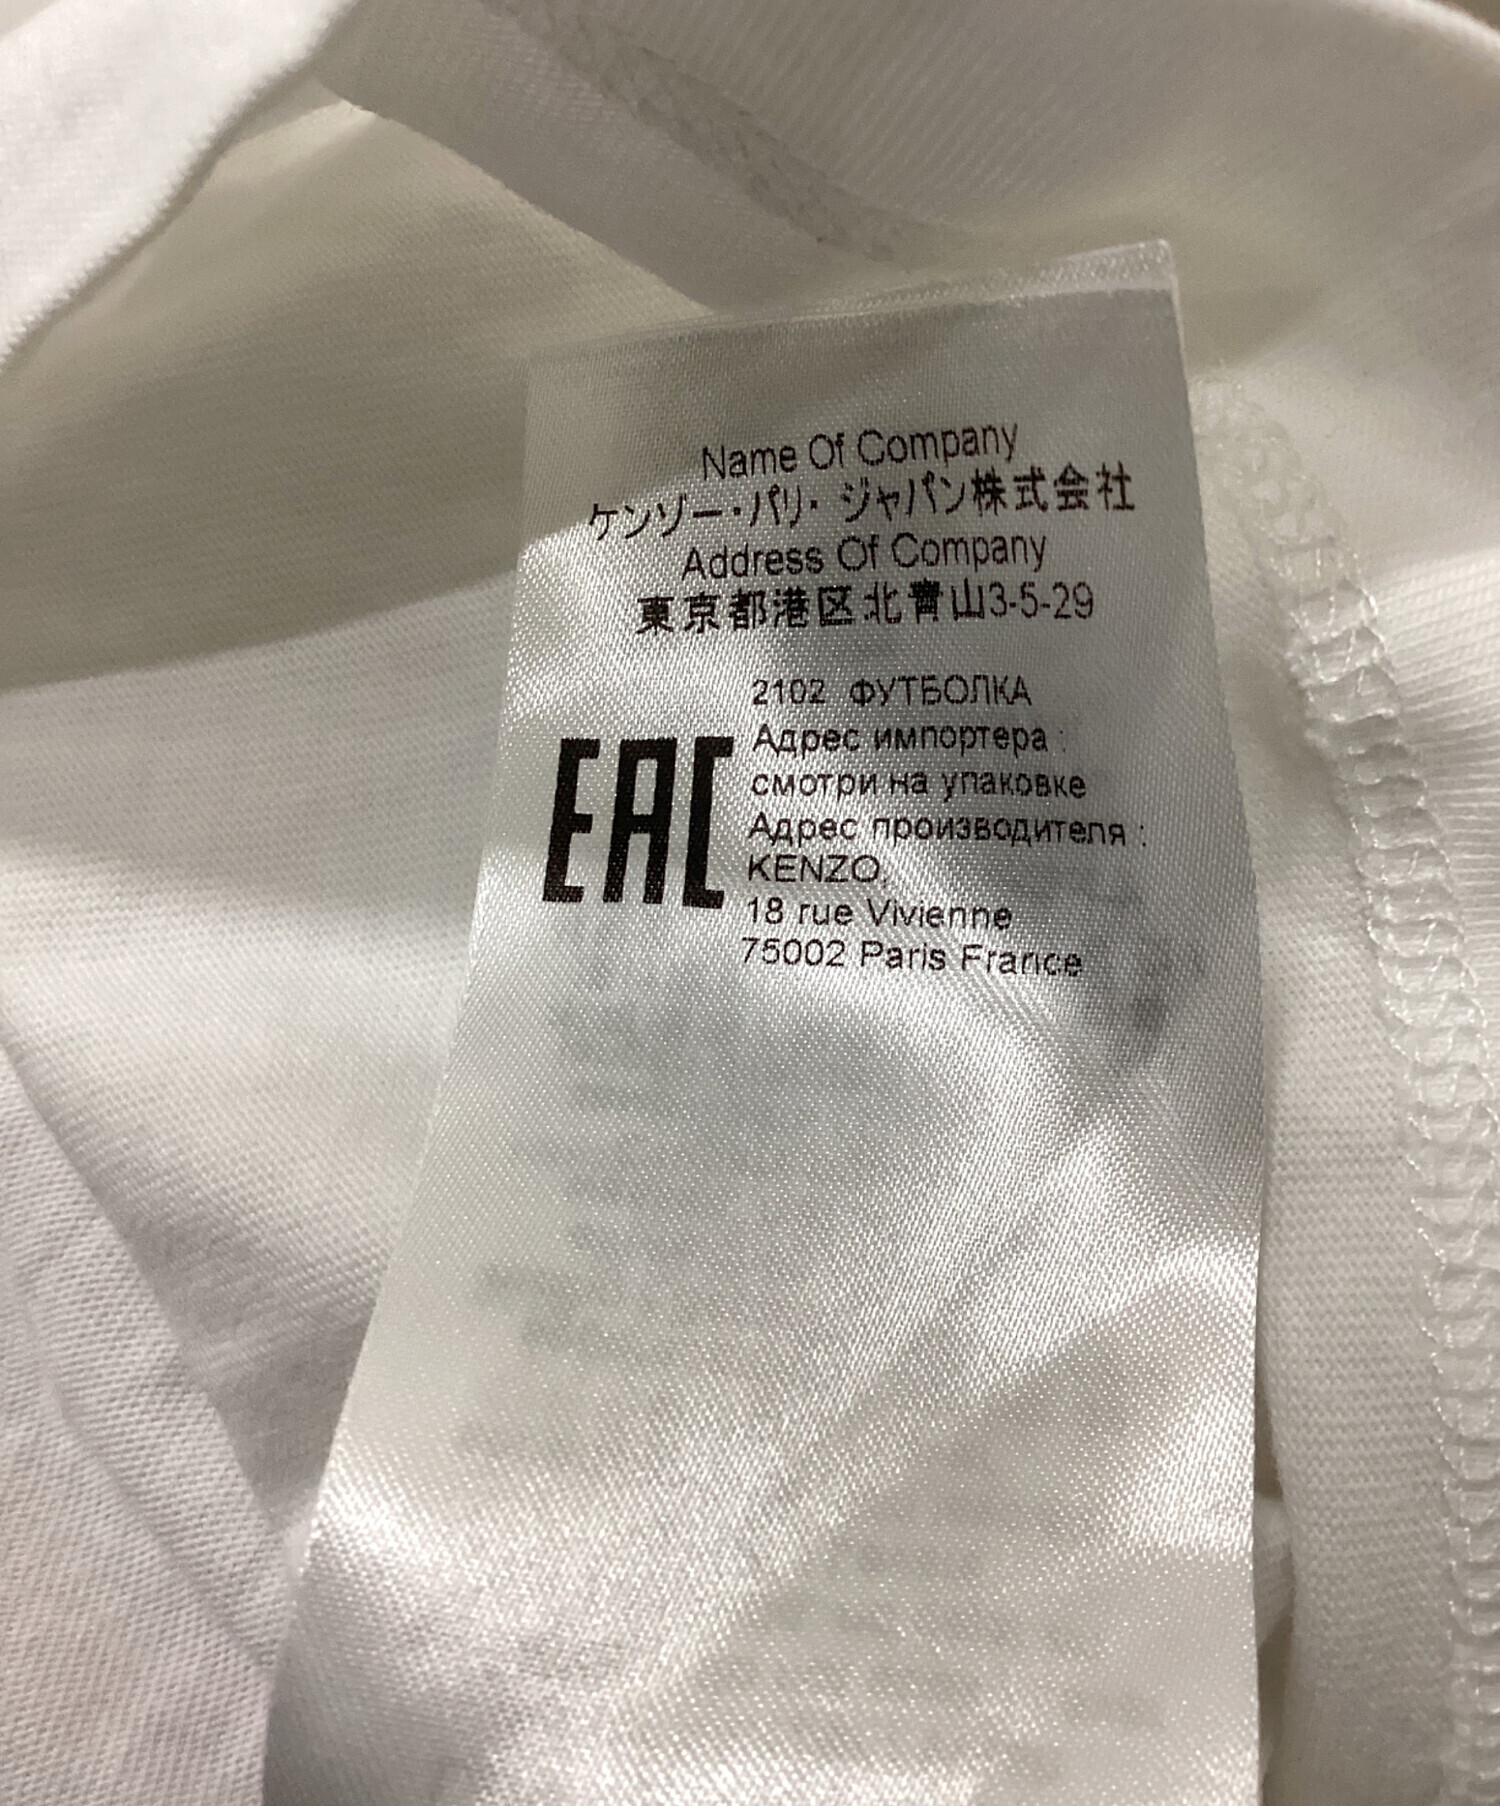 Name Of Company
ケンゾー・パリ・ジャパン株式会社
Address Of Company
東京都港区北青山3-5-29
2102 ФУТБОЛКА
Адрес импортера :
смотри на упаковке
EAC
Адрес производителя :
KENZO,
18 rue Vivienne
75002 Paris France